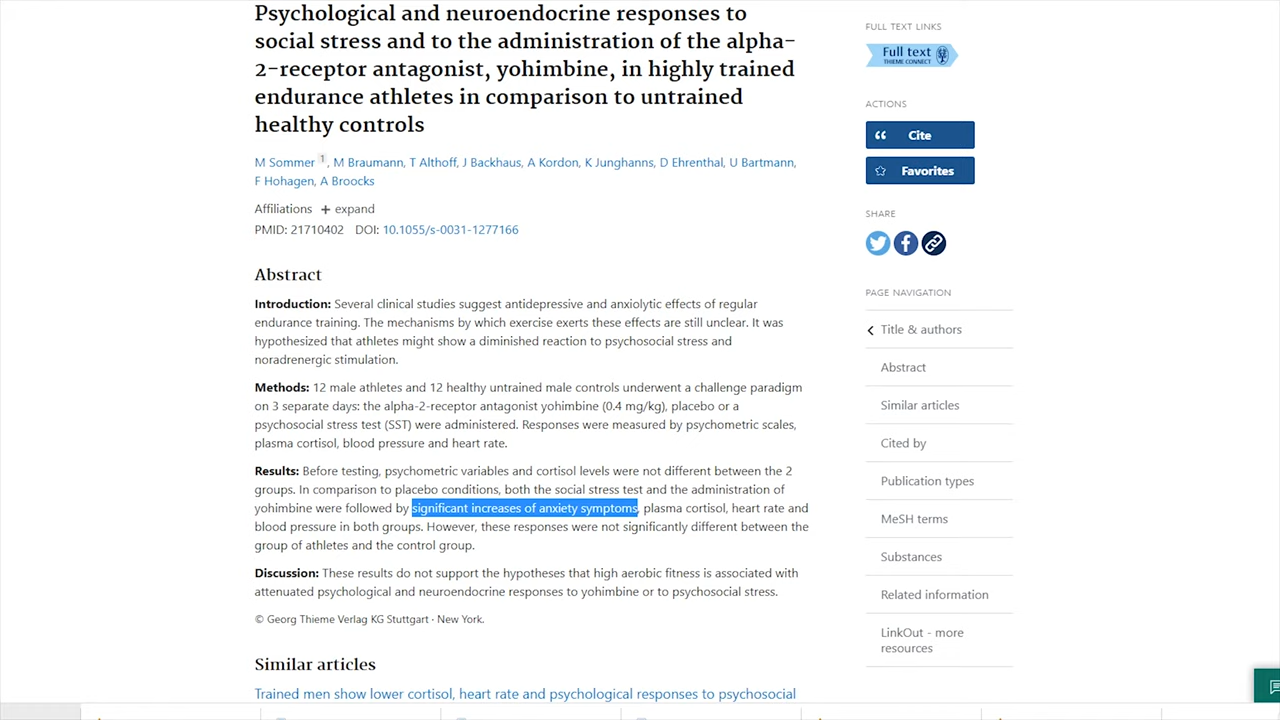 Psychological and neuroendocrine responses to
social stress and to the administration of the alpha-
2-receptor antagonist, yohimbine, in highly trained
endurance athletes in comparison to untrained
healthy controls
M Sommer 1, M Braumann, T Althoff, J Backhaus, A Kordon, K Junghanns, D Ehrenthal, U Bartmann,
F Hohagen, A Broocks
Affiliations + expand
PMID: 21710402 DOI: 10.1055/s-0031-1277166
Abstract
Introduction: Several clinical studies suggest antidepressive and anxiolytic effects of regular
endurance training. The mechanisms by which exercise exerts these effects are still unclear. It was
hypothesized that athletes might show a diminished reaction to psychosocial stress and
noradrenergic stimulation.
Methods: 12 male athletes and 12 healthy untrained male controls underwent a challenge paradigm
on 3 separate days: the alpha-2-receptor antagonist yohimbine (0.4 mg/kg), placebo or a
psychosocial stress test (SST) were administered. Responses were measured by psychometric scales,
plasma cortisol, blood pressure and heart rate.
Results: Before testing, psychometric variables and cortisol levels were not different between the 2
groups. In comparison to placebo conditions, both the social stress test and the administration of
yohimbine were followed by significant increases of anxiety symptoms, plasma cortisol, heart rate and
blood pressure in both groups. However, these responses were not significantly different between the
group of athletes and the control group.
Discussion: These results do not support the hypotheses that high aerobic fitness is associated with
attenuated psychological and neuroendocrine responses to yohimbine or to psychosocial stress.
© Georg Thieme Verlag KG Stuttgart · New York.
Similar articles
Trained men show lower cortisol, heart rate and psychological responses to psychosocial
FULL TEXT LINKS
Full text
THIEME CONNECT
ACTIONS
Cite
Favorites
SHARE
PAGE NAVIGATION
Title & authors
Abstract
Similar articles
Cited by
Publication types
MeSH terms
Substances
Related information
LinkOut - more
resources